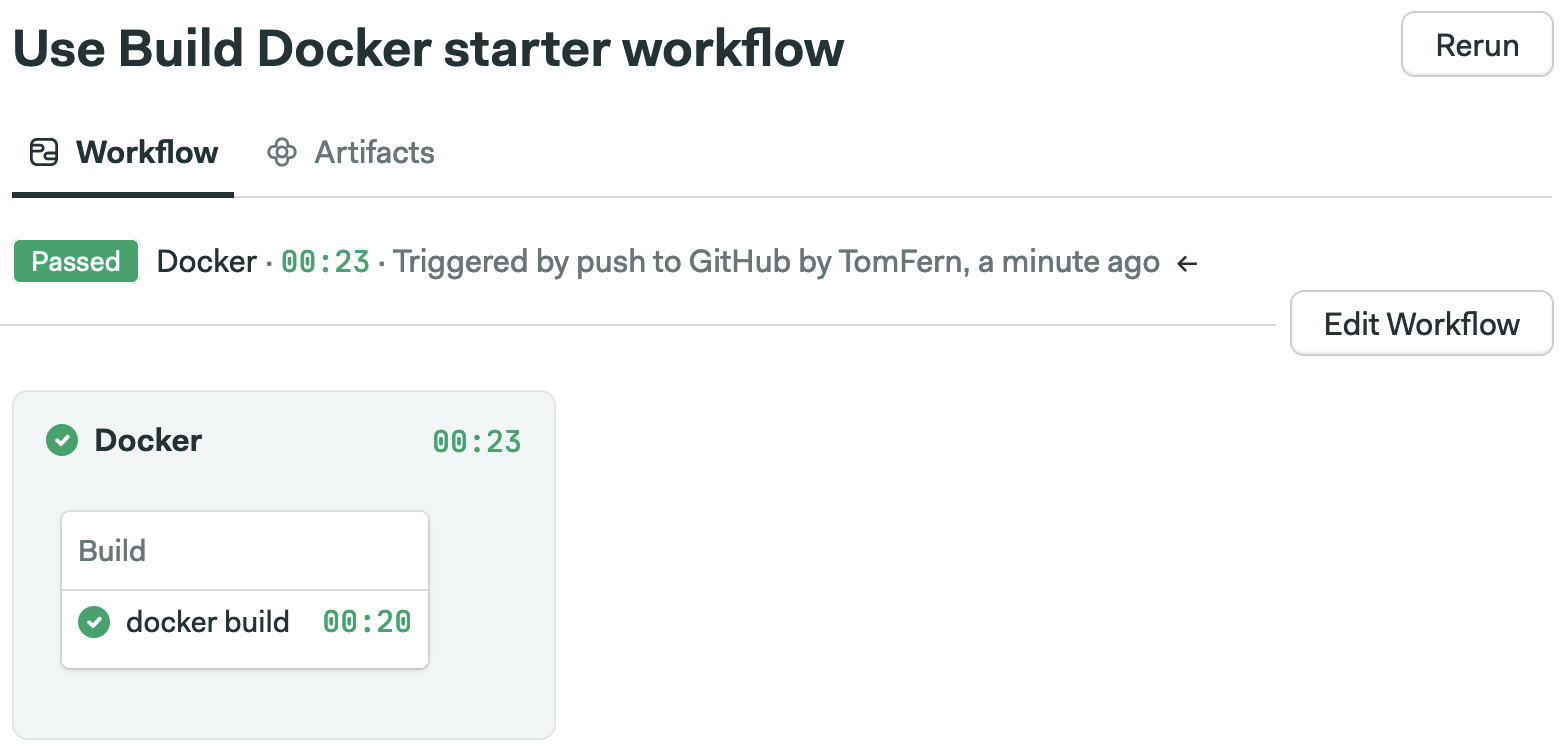 Use Build Docker starter workflow
Rerun
Workflow Artifacts
Passed Docker · 00:23 · Triggered by push to GitHub by TomFern, a minute ago ←
Edit Workflow
Docker 00:23
Build
docker build 00:20